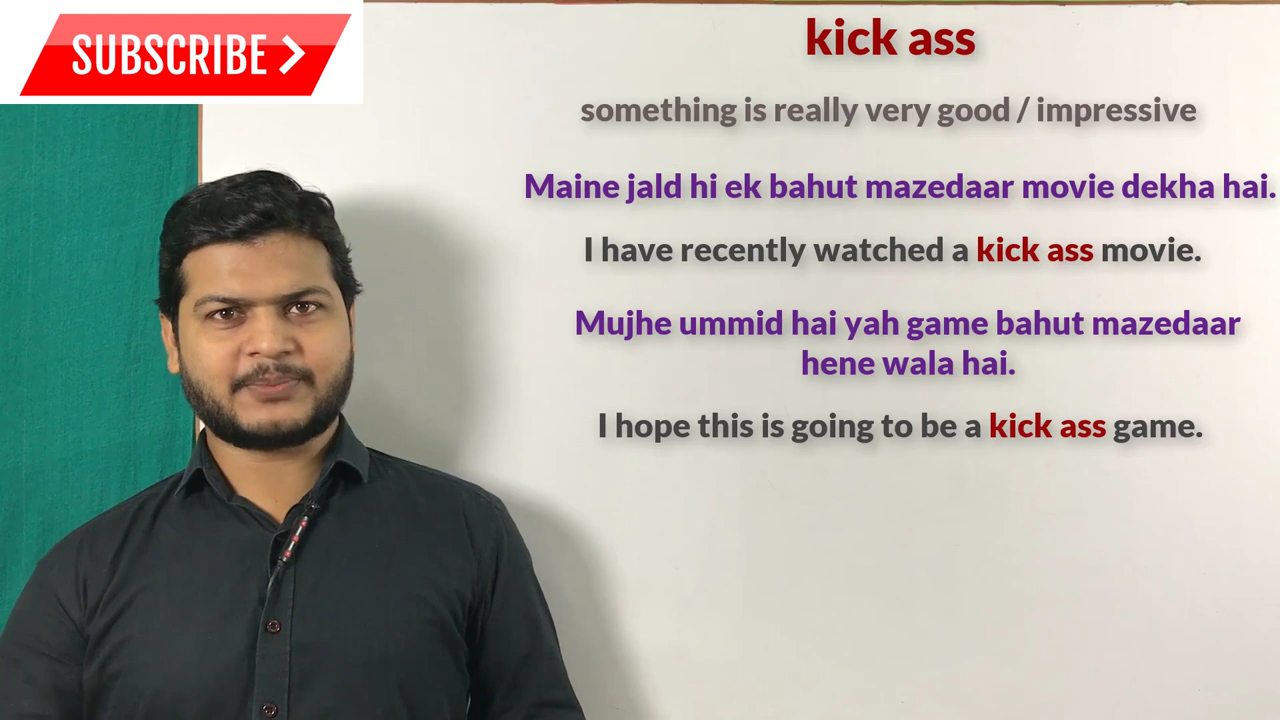 SUBSCRIBE
kick ass
something is really very good / impressive
Maine jald hi ek bahut mazedaar movie dekha hai.
I have recently watched a kick ass movie.
Mujhe ummid hai yah game bahut mazedaar
hene wala hai.
I hope this is going to be a kick ass game.